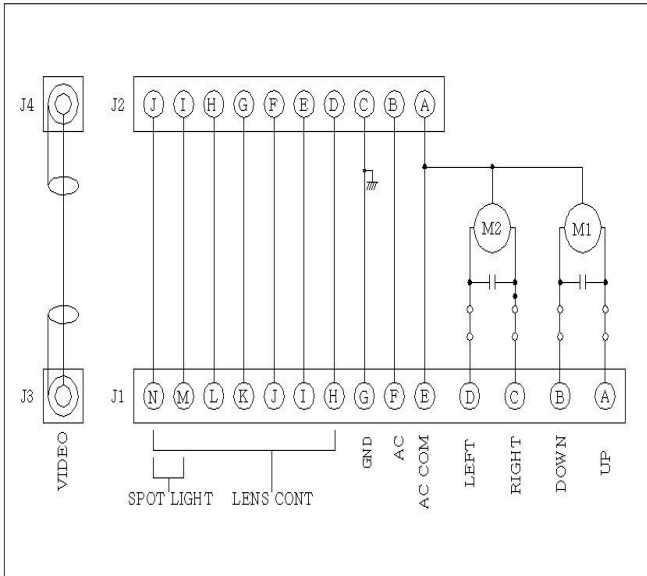 J4 J2 J I H G F E D C B A
M2 M1
J3 J1 N M L K J I H G F E D C B A
VIDEO GND AC AC COM LEFT RIGHT DOWN UP
SPOT LIGHT LENS CONT